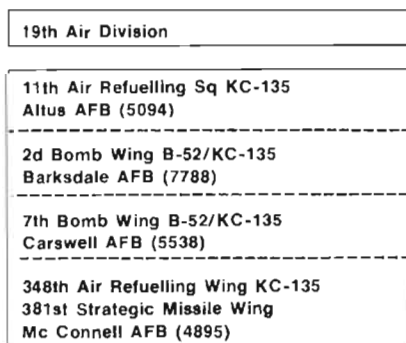 19th Air Division
11th Air Refuelling Sq KC-135
Altus AFB (5094)
2d Bomb Wing B-52/KC-135
Barksdale AFB (7788)
7th Bomb Wing B-52/KC-135
Carswell AFB (5538)
348th Air Refuelling Wing KC-135
381st Strategic Missile Wing
Mc Connell AFB (4895)